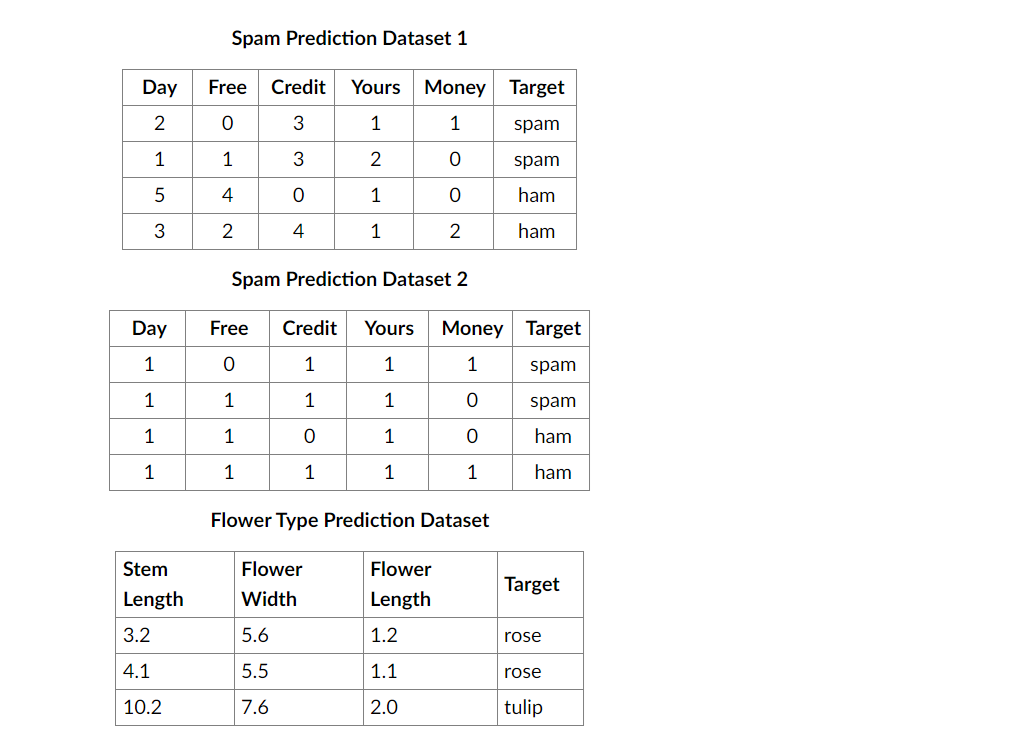 Spam Prediction Dataset 1
Day Free Credit Yours Money Target
2 0 3 1 1 spam
1 1 3 2 0 spam
5 4 0 1 0 ham
3 2 4 1 2 ham
Spam Prediction Dataset 2
Day Free Credit Yours Money Target
1 0 1 1 1 spam
1 1 1 1 0 spam
1 1 0 1 0 ham
1 1 1 1 1 ham
Flower Type Prediction Dataset
Stem Length Flower Width Flower Length Target
3.2 5.6 1.2 rose
4.1 5.5 1.1 rose
10.2 7.6 2.0 tulip